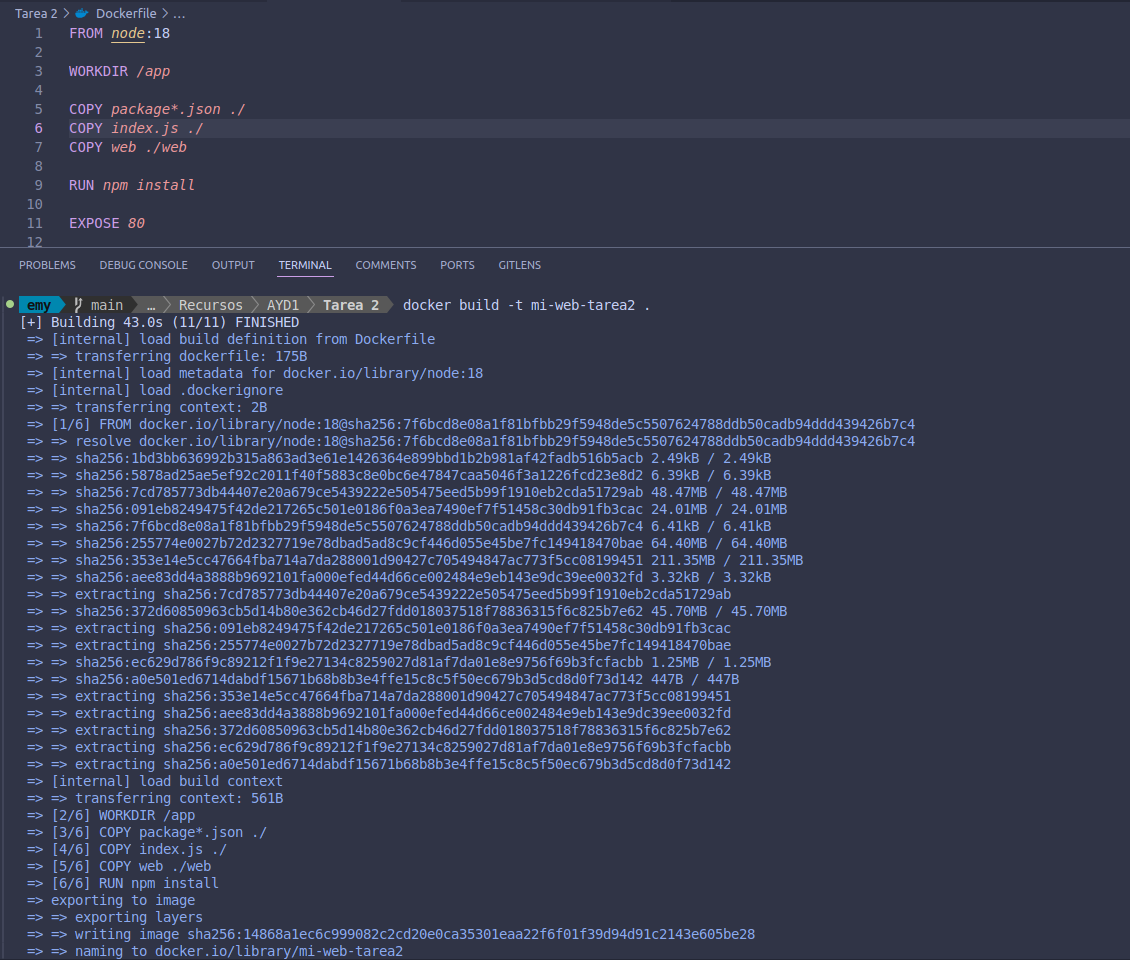 Tarea 2 > Dockerfile > ...
1 FROM node:18
2
3 WORKDIR /app
4
5 COPY package*.json ./
6 COPY index.js ./
7 COPY web ./web
8
9 RUN npm install
10
11 EXPOSE 80
12
PROBLEMS DEBUG CONSOLE OUTPUT TERMINAL COMMENTS PORTS GITLENS
emy main … Recursos AYD1 Tarea 2 docker build -t mi-web-tarea2 .
[+] Building 43.0s (11/11) FINISHED
=> [internal] load build definition from Dockerfile
=> => transferring dockerfile: 175B
=> [internal] load metadata for docker.io/library/node:18
=> [internal] load .dockerignore
=> => transferring context: 2B
=> [1/6] FROM docker.io/library/node:18@sha256:7f6bcd8e08a1f81bfbb29f5948de5c5507624788ddb50cadb94ddd439426b7c4
=> => resolve docker.io/library/node:18@sha256:7f6bcd8e08a1f81bfbb29f5948de5c5507624788ddb50cadb94ddd439426b7c4
=> => sha256:1bd3bb636992b315a863ad3e61e1426364e899bbd1b2b981af42fadb516b5acb 2.49kB / 2.49kB
=> => sha256:5878ad25ae5ef92c2011f40f5883c8e0bc6e47847caa5046f3a1226fcd23e8d2 6.39kB / 6.39kB
=> => sha256:7cd785773db44407e20a679ce5439222e505475eed5b99f1910eb2cda51729ab 48.47MB / 48.47MB
=> => sha256:091eb8249475f42de217265c501e0186f0a3ea7490ef7f51458c30db91fb3cac 24.01MB / 24.01MB
=> => sha256:7f6bcd8e08a1f81bfbb29f5948de5c5507624788ddb50cadb94ddd439426b7c4 6.41kB / 6.41kB
=> => sha256:255774e0027b72d2327719e78dbad5ad8c9cf446d055e45be7fc149418470bae 64.40MB / 64.40MB
=> => sha256:353e14e5cc47664fba714a7da288001d90427c705494847ac773f5cc08199451 211.35MB / 211.35MB
=> => sha256:aee83dd4a3888b9692101fa000efed44d66ce002484e9eb143e9dc39ee0032fd 3.32kB / 3.32kB
=> => extracting sha256:7cd785773db44407e20a679ce5439222e505475eed5b99f1910eb2cda51729ab
=> => sha256:372d60850963cb5d14b80e362cb46d27fdd018037518f78836315f6c825b7e62 45.70MB / 45.70MB
=> => extracting sha256:091eb8249475f42de217265c501e0186f0a3ea7490ef7f51458c30db91fb3cac
=> => extracting sha256:255774e0027b72d2327719e78dbad5ad8c9cf446d055e45be7fc149418470bae
=> => sha256:ec629d786f9c89212f1f9e27134c8259027d81af7da01e8e9756f69b3fcfacbb 1.25MB / 1.25MB
=> => sha256:a0e501ed6714dabdf15671b68b8b3e4ffe15c8c5f50ec679b3d5cd8d0f73d142 447B / 447B
=> => extracting sha256:353e14e5cc47664fba714a7da288001d90427c705494847ac773f5cc08199451
=> => extracting sha256:aee83dd4a3888b9692101fa000efed44d66ce002484e9eb143e9dc39ee0032fd
=> => extracting sha256:372d60850963cb5d14b80e362cb46d27fdd018037518f78836315f6c825b7e62
=> => extracting sha256:ec629d786f9c89212f1f9e27134c8259027d81af7da01e8e9756f69b3fcfacbb
=> => extracting sha256:a0e501ed6714dabdf15671b68b8b3e4ffe15c8c5f50ec679b3d5cd8d0f73d142
=> [internal] load build context
=> => transferring context: 561B
=> [2/6] WORKDIR /app
=> [3/6] COPY package*.json ./
=> [4/6] COPY index.js ./
=> [5/6] COPY web ./web
=> [6/6] RUN npm install
=> exporting to image
=> => exporting layers
=> => writing image sha256:14868a1ec6c999082c2cd20e0ca35301eaa22f6f01f39d94d91c2143e605be28
=> => naming to docker.io/library/mi-web-tarea2